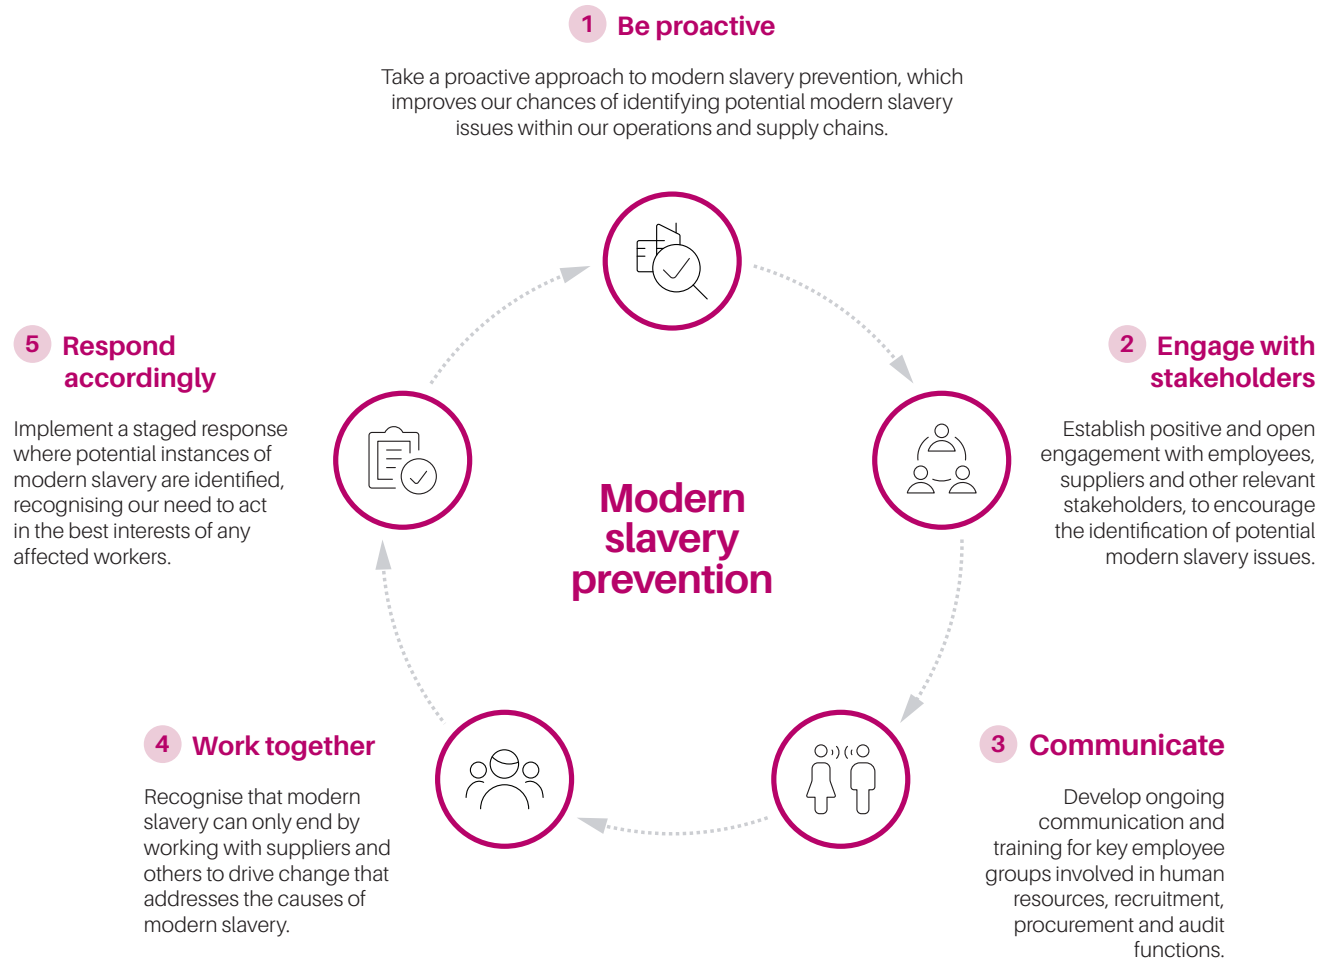 1 Be proactive
Take a proactive approach to modern slavery prevention, which
improves our chances of identifying potential modern slavery
issues within our operations and supply chains.
2 Engage with
stakeholders
Establish positive and open
engagement with employees,
suppliers and other relevant
stakeholders, to encourage
the identification of potential
modern slavery issues.
3 Communicate
Develop ongoing
communication and
training for key employee
groups involved in human
resources, recruitment,
procurement and audit
functions.
4 Work together
Recognise that modern
slavery can only end by
working with suppliers and
others to drive change that
addresses the causes of
modern slavery.
5 Respond
accordingly
Implement a staged response
where potential instances of
modern slavery are identified,
recognising our need to act
in the best interests of any
affected workers.
Modern
slavery
prevention